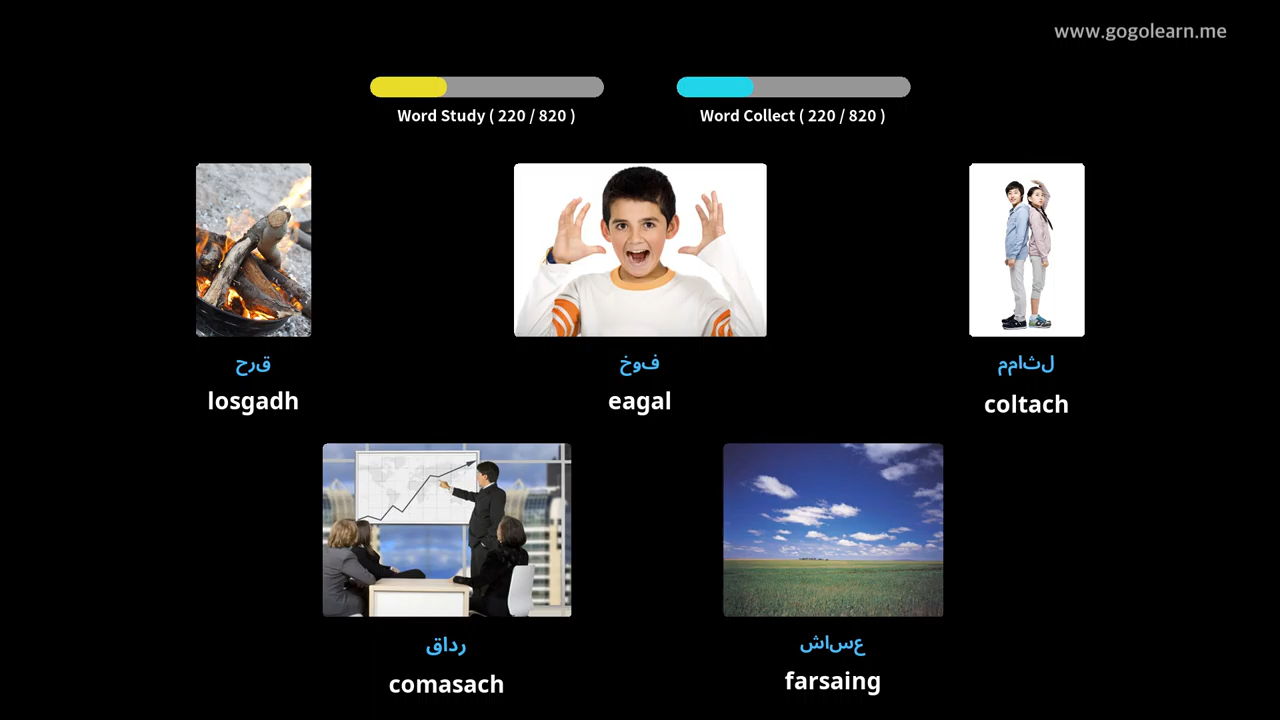 www.gogolearn.me
Word Study ( 220 / 820 )
Word Collect ( 220 / 820 )
قرح
losgadh
فوخ
eagal
لثامم
coltach
رداق
comasach
عساش
farsaing